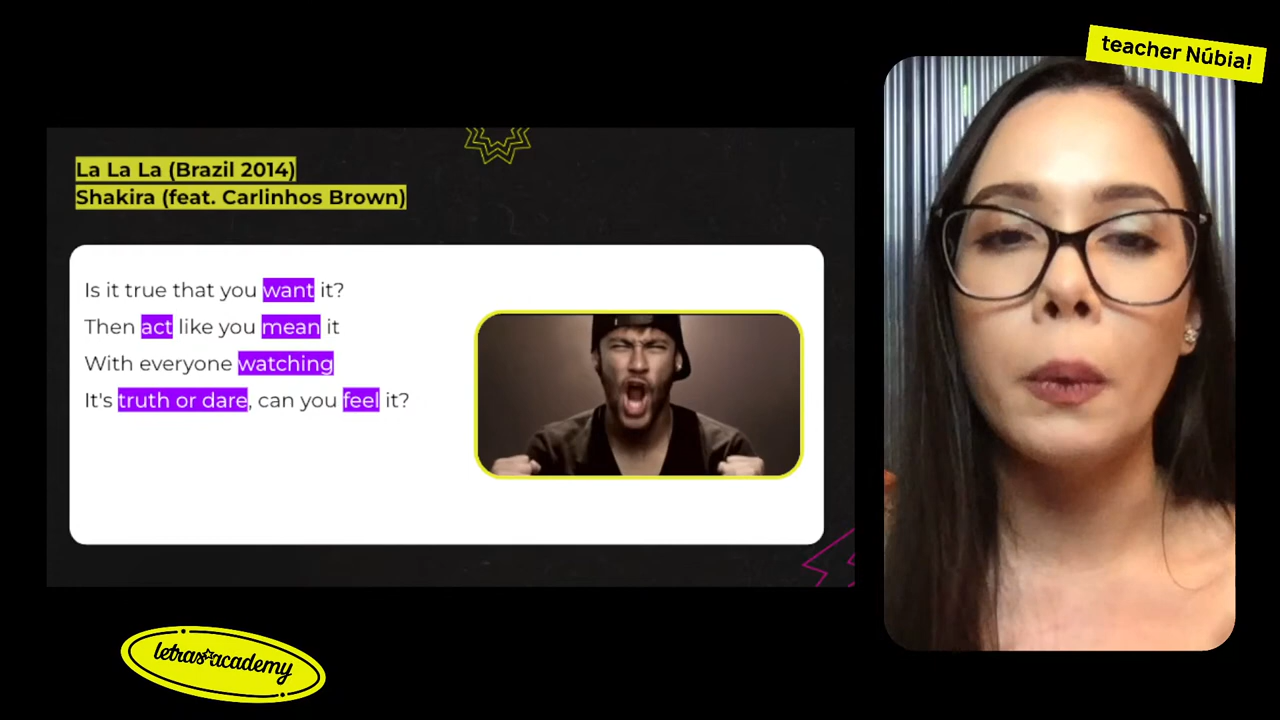 teacher Núbia!
La La La (Brazil 2014)
Shakira (feat. Carlinhos Brown)
Is it true that you want it?
Then act like you mean it
With everyone watching
It's truth or dare, can you feel it?
letras academy